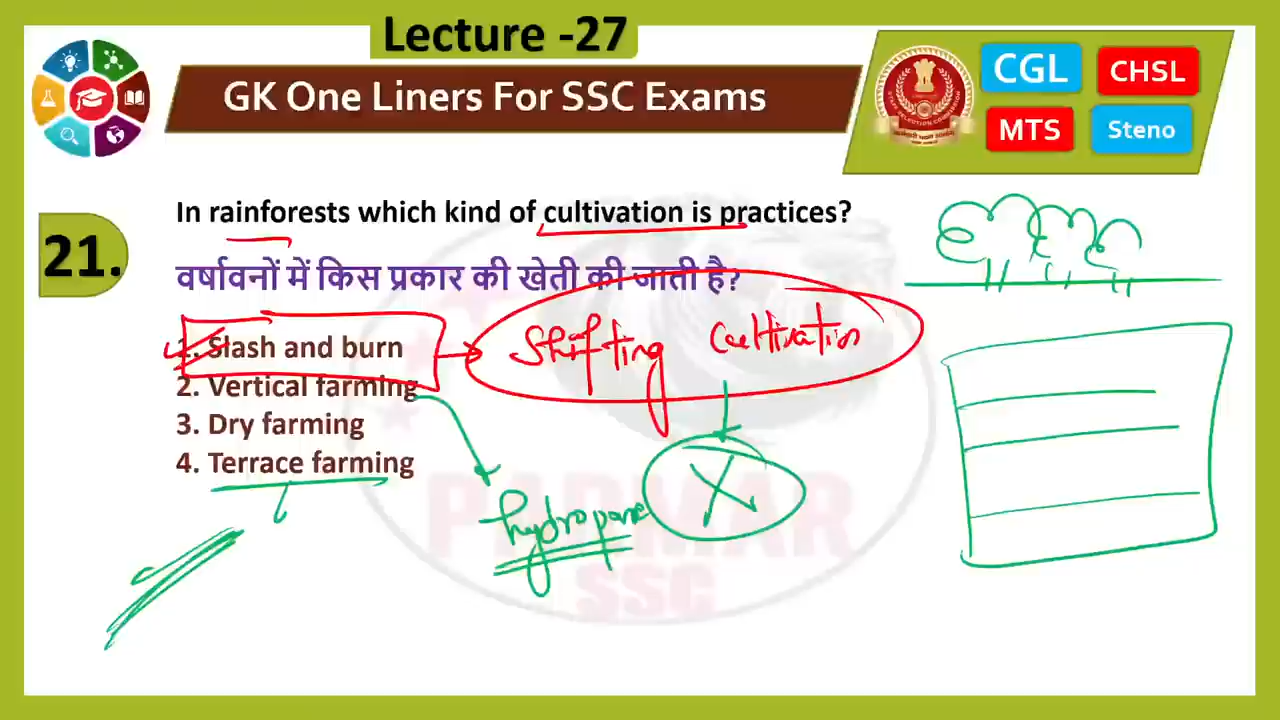 Lecture -27
GK One Liners For SSC Exams
CGL
CHSL
MTS
Steno
21.
In rainforests which kind of cultivation is practices?
वर्षावनों में किस प्रकार की खेती की जाती है?
1. Slash and burn
Shifting Cultivation
2. Vertical farming
3. Dry farming
4. Terrace farming
PARMAR
SSC